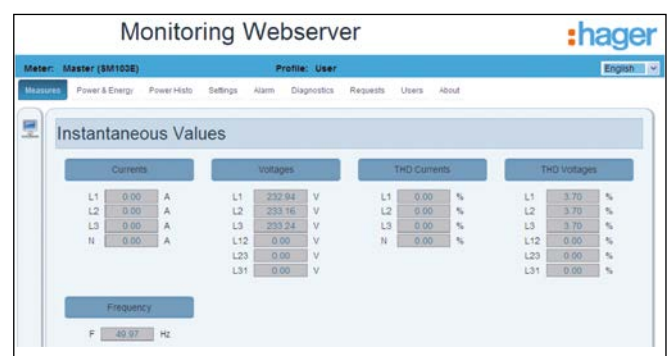 Monitoring Webserver
:hager
Meter: Master (SM103E) Profile: User English
Measures Power & Energy Power Histo Settings Alarm Diagnostics Requests Users About
Instantaneous Values
Currents Voltages THD Currents THD Voltages
L1 0.00 A L1 232.94 V L1 0.00 % L1 3.70 %
L2 0.00 A L2 233.16 V L2 0.00 % L2 3.70 %
L3 0.00 A L3 233.24 V L3 0.00 % L3 3.70 %
N 0.00 A L12 0.00 V N 0.00 % L12 0.00 %
L23 0.00 V L23 0.00 %
L31 0.00 V L31 0.00 %
Frequency
F 49.97 Hz